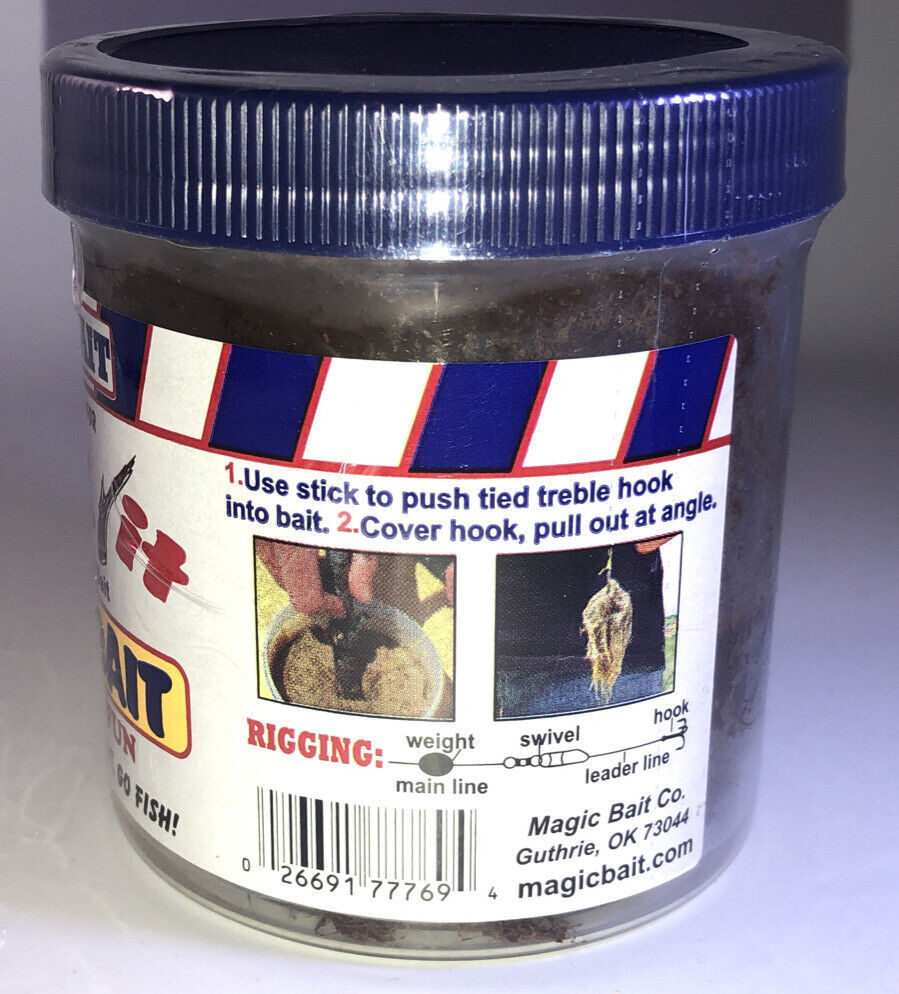 1.Use stick to push tied treble hook
into bait. 2.Cover hook, pull out at angle.
it
AIT
GO FISH!
RIGGING:
weight
main line
swivel
leader line
hook
Magic Bait Co.
Guthrie, OK 73044
magicbait.com
0 26691 77769 4